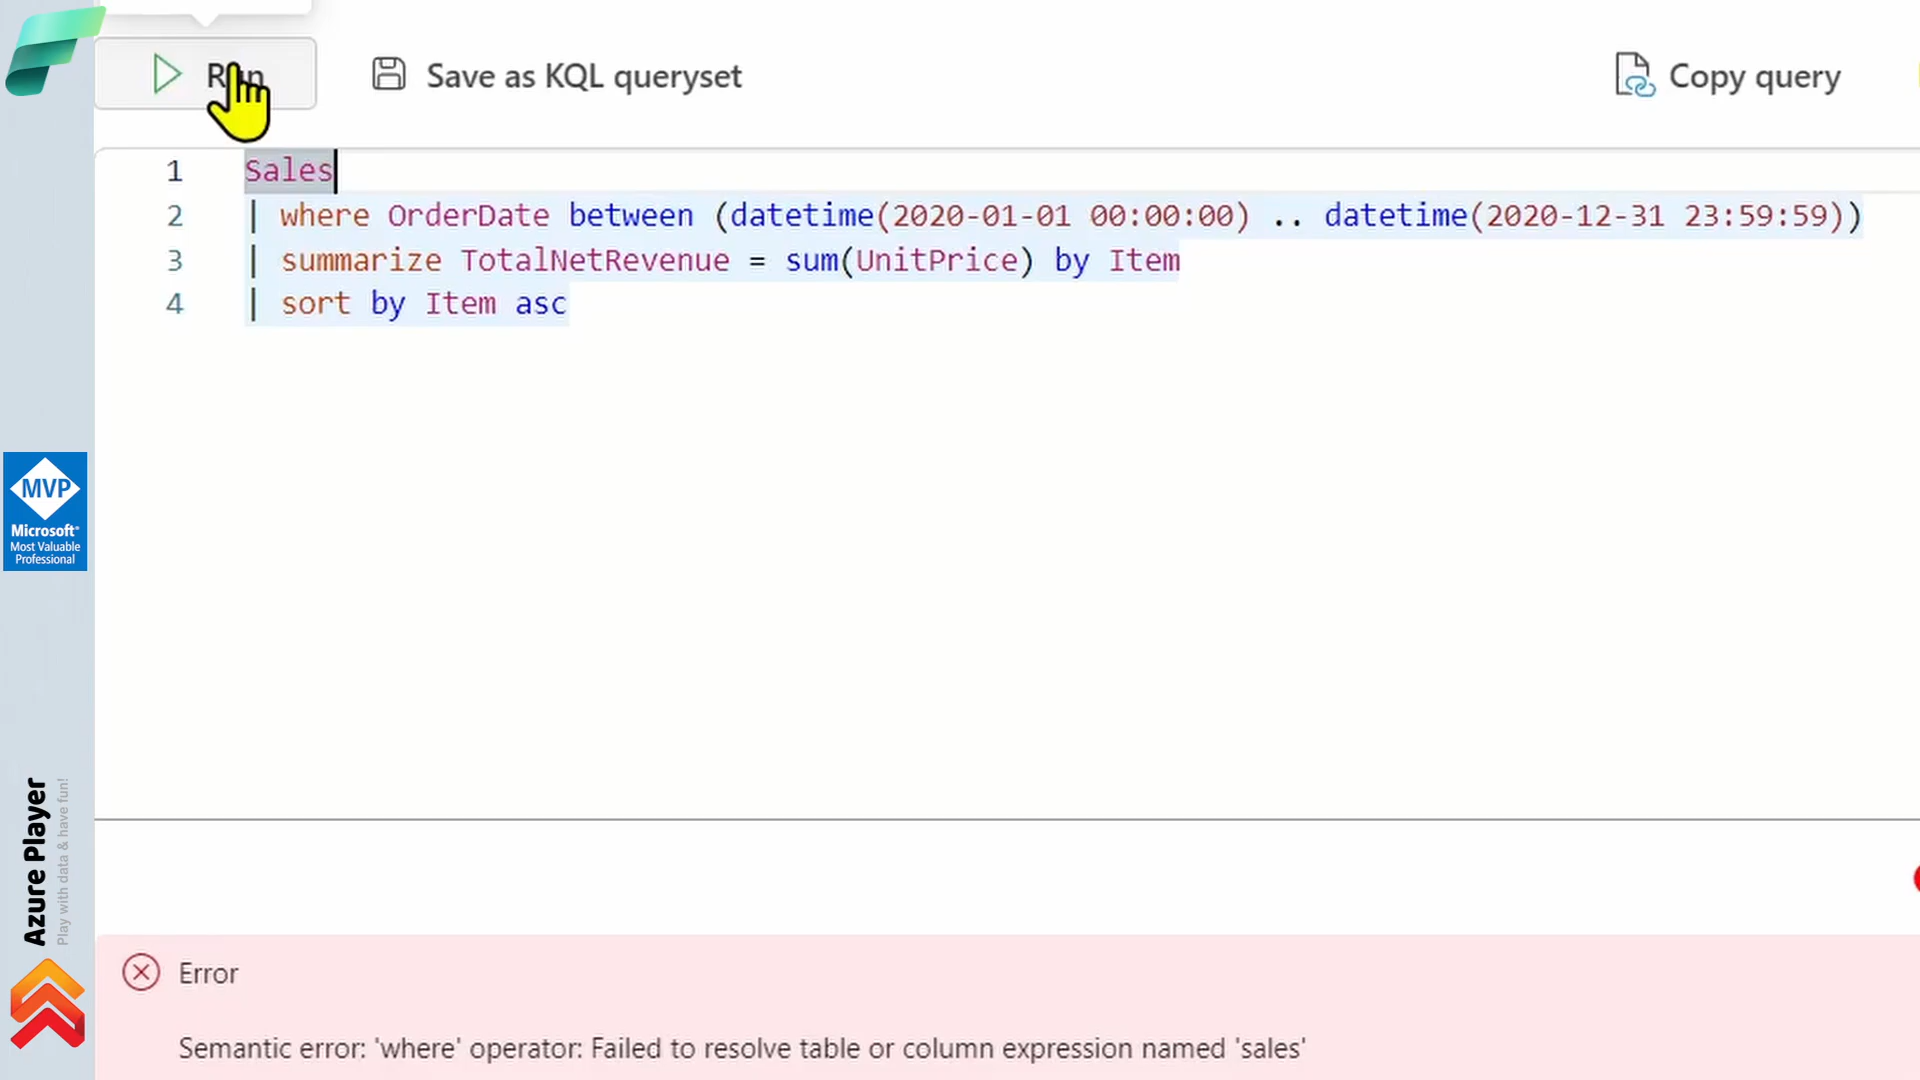 Run
Save as KQL queryset
Copy query
1 Sales
2 | where OrderDate between (datetime(2020-01-01 00:00:00) .. datetime(2020-12-31 23:59:59))
3 | summarize TotalNetRevenue = sum(UnitPrice) by Item
4 | sort by Item asc
MVP
Microsoft®
Most Valuable
Professional
Azure Player
Play with data & have fun!
Error
Semantic error: 'where' operator: Failed to resolve table or column expression named 'sales'